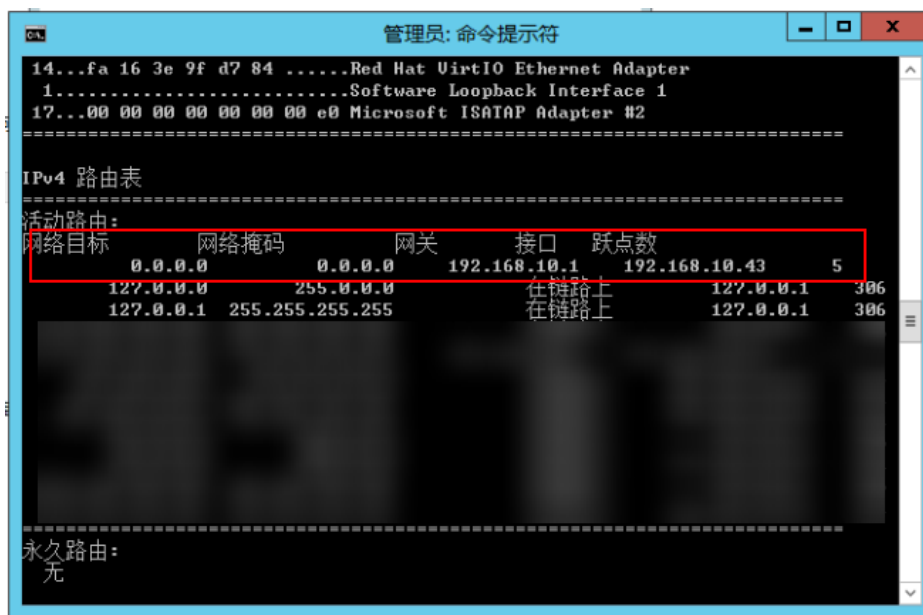 管理员: 命令提示符
14...fa 16 3e 9f d7 84 ......Red Hat VirtIO Ethernet Adapter
1...........................Software Loopback Interface 1
17...00 00 00 00 00 00 00 e0 Microsoft ISATAP Adapter #2
===========================================================================
IPv4 路由表
===========================================================================
活动路由:
网络目标 网络掩码 网关 接口 跃点数
0.0.0.0 0.0.0.0 192.168.10.1 192.168.10.43 5
127.0.0.0 255.0.0.0 在链路上 127.0.0.1 306
127.0.0.1 255.255.255.255 在链路上 127.0.0.1 306
===========================================================================
永久路由:
无